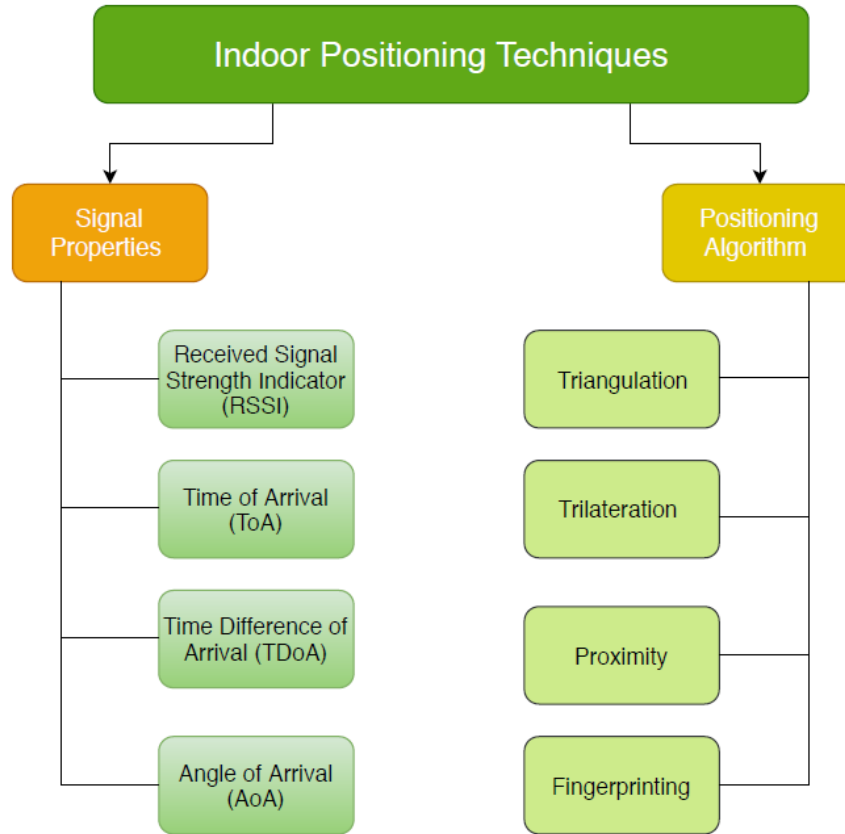 Indoor Positioning Techniques
Signal
Properties
Positioning
Algorithm
Received Signal
Strength Indicator
(RSSI)
Triangulation
Time of Arrival
(ToA)
Trilateration
Time Difference of
Arrival (TDoA)
Proximity
Angle of Arrival
(AoA)
Fingerprinting